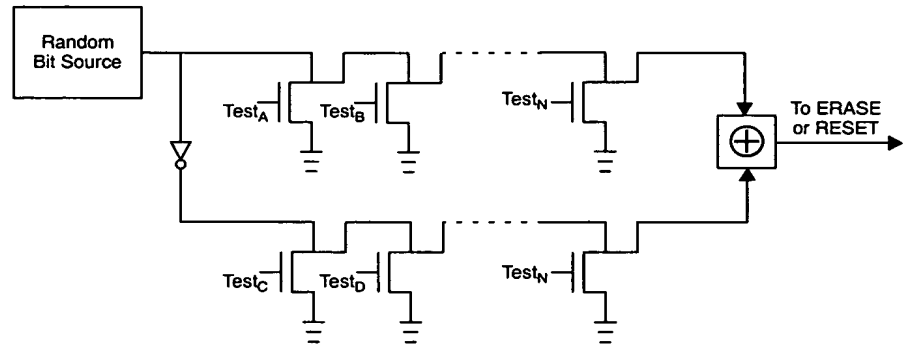 Random
Bit Source
Test_A
Test_B
Test_N
To ERASE
or RESET
Test_C
Test_D
Test_N